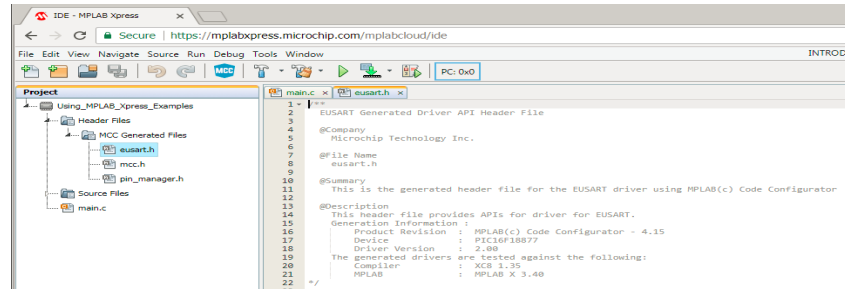 IDE - MPLAB Xpress
Secure | https://mplabxpress.microchip.com/mplabcloud/ide
File Edit View Navigate Source Run Debug Tools Window INTROD
MCC PC: 0x0
Project
Using_MPLAB_Xpress_Examples
Header Files
MCC Generated Files
eusart.h
mcc.h
pin_manager.h
Source Files
main.c
main.c eusart.h
1 /**
2 EUSART Generated Driver API Header File
3
4 @Company
5 Microchip Technology Inc.
6
7 @File Name
8 eusart.h
9
10 @Summary
11 This is the generated header file for the EUSART driver using MPLAB(c) Code Configurator
12
13 @Description
14 This header file provides APIs for driver for EUSART.
15 Generation Information :
16 Product Revision : MPLAB(c) Code Configurator - 4.15
17 Device : PIC16F18877
18 Driver Version : 2.00
19 The generated drivers are tested against the following:
20 Compiler : XC8 1.35
21 MPLAB : MPLAB X 3.40
22 */